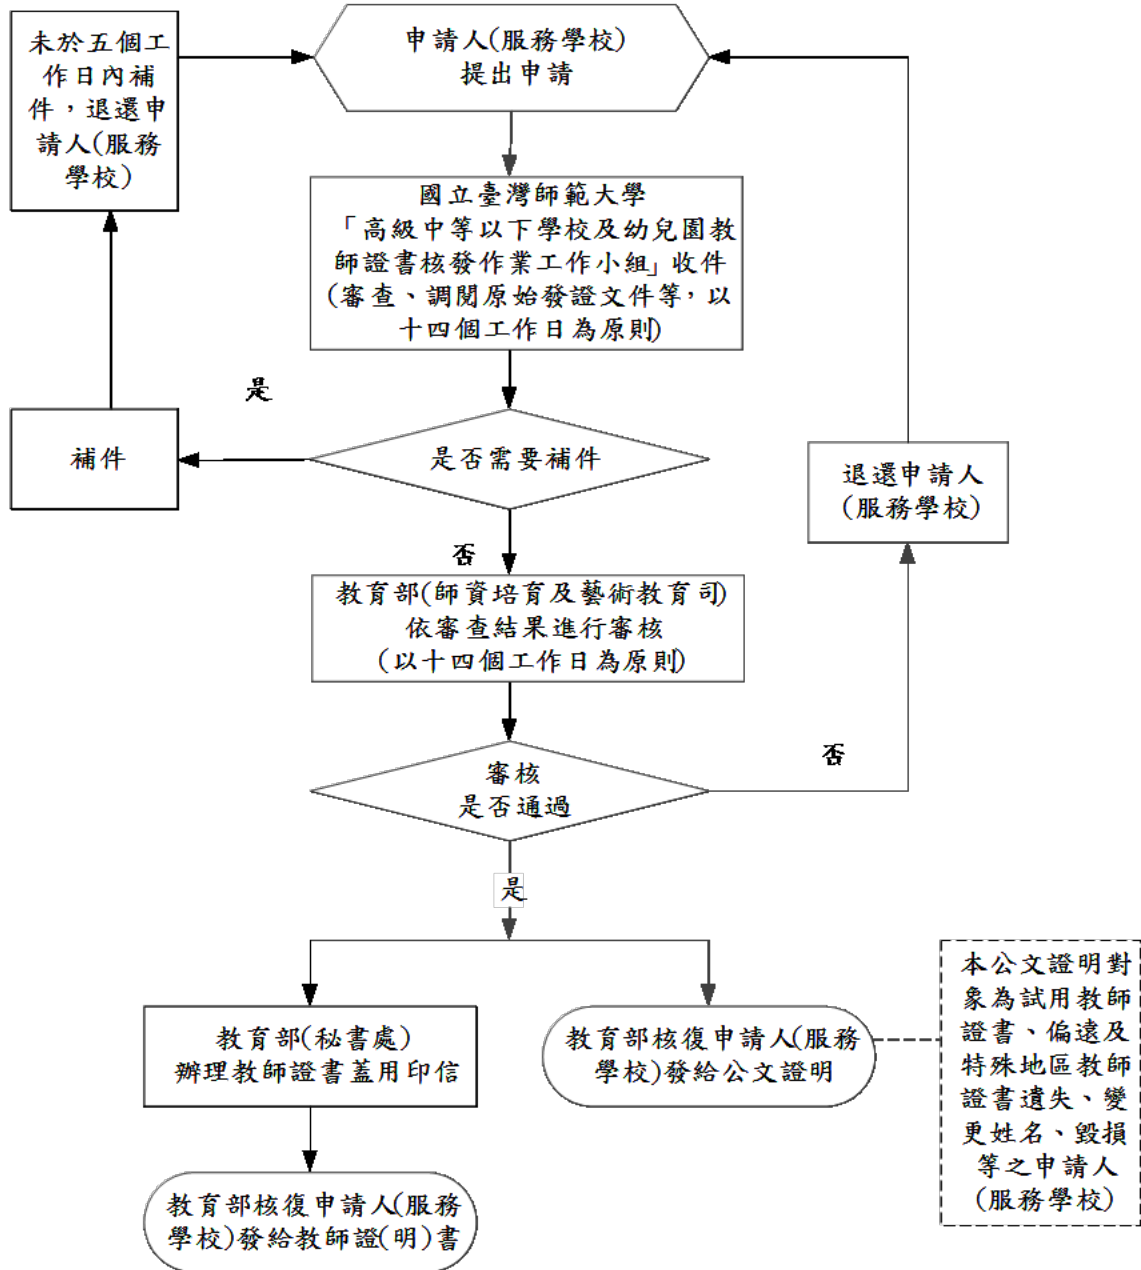 未於五個工
作日內補
件，退還申
請人(服務
學校)
申請人(服務學校)
提出申請
國立臺灣師範大學
「高級中等以下學校及幼兒園教
師證書核發作業工作小組」收件
(審查、調閱原始發證文件等，以
十四個工作日為原則)
是
補件
是否需要補件
退還申請人
(服務學校)
否
教育部(師資培育及藝術教育司)
依審查結果進行審核
(以十四個工作日為原則)
否
審核
是否通過
是
教育部(秘書處)
辦理教師證書蓋用印信
教育部核復申請人(服務
學校)發給公文證明
本公文證明對
象為試用教師
證書、偏遠及
特殊地區教師
證書遺失、變
更姓名、毀損
等之申請人
(服務學校)
教育部核復申請人(服務
學校)發給教師證(明)書